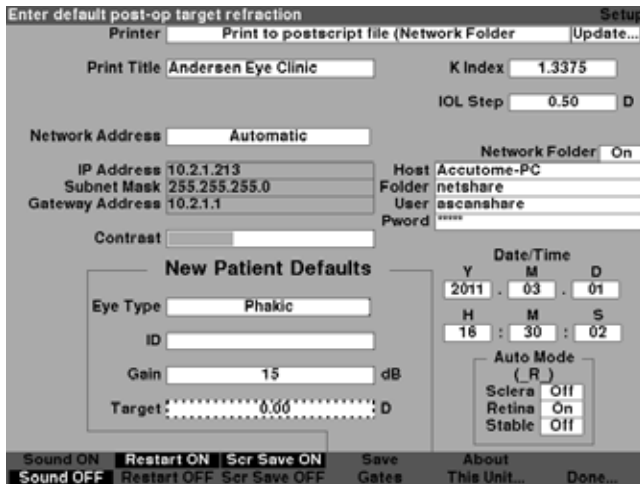 Enter default post-op target refraction Setup
Printer Print to postscript file (Network Folder Update...
Print Title Andersen Eye Clinic K Index 1.3375
IOL Step 0.50 D
Network Address Automatic
Network Folder On
IP Address 10.2.1.213 Host Accutome-PC
Subnet Mask 255.255.255.0 Folder netshare
Gateway Address 10.2.1.1 User ascanshare
Pword *****
Contrast
Date/Time
New Patient Defaults
Y M D
2011 . 03 . 01
Eye Type Phakic
H M S
16 : 30 : 02
ID
Auto Mode
(_R_)
Gain 15 dB
Sclera Off
Retina On
Target 0.00 D
Stable Off
Sound ON Restart ON Scr Save ON Save About
Sound OFF Restart OFF Scr Save OFF Gates This Unit... Done...